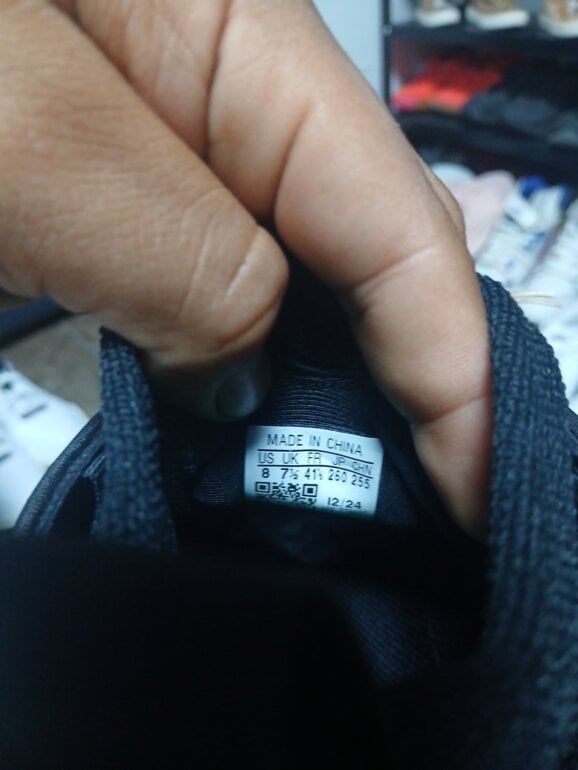 MADE IN CHINA
US UK FR JP CHN
8 7½ 41⅓ 260 255
12/24